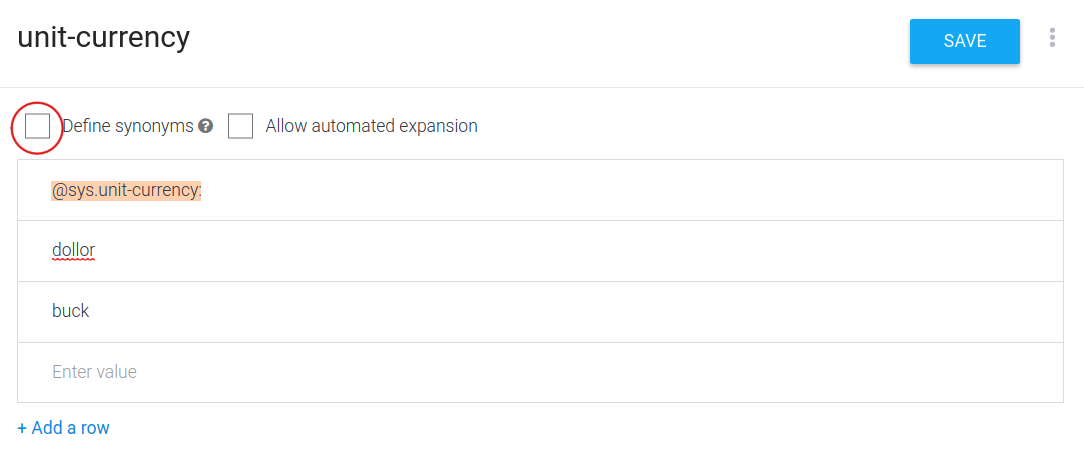 unit-currency
SAVE
Define synonyms ? Allow automated expansion
@sys.unit-currency:
dollor
buck
Enter value
+ Add a row